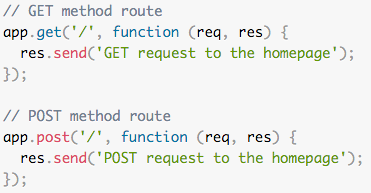 // GET method route
app.get('/', function (req, res) {
  res.send('GET request to the homepage');
});

// POST method route
app.post('/', function (req, res) {
  res.send('POST request to the homepage');
});